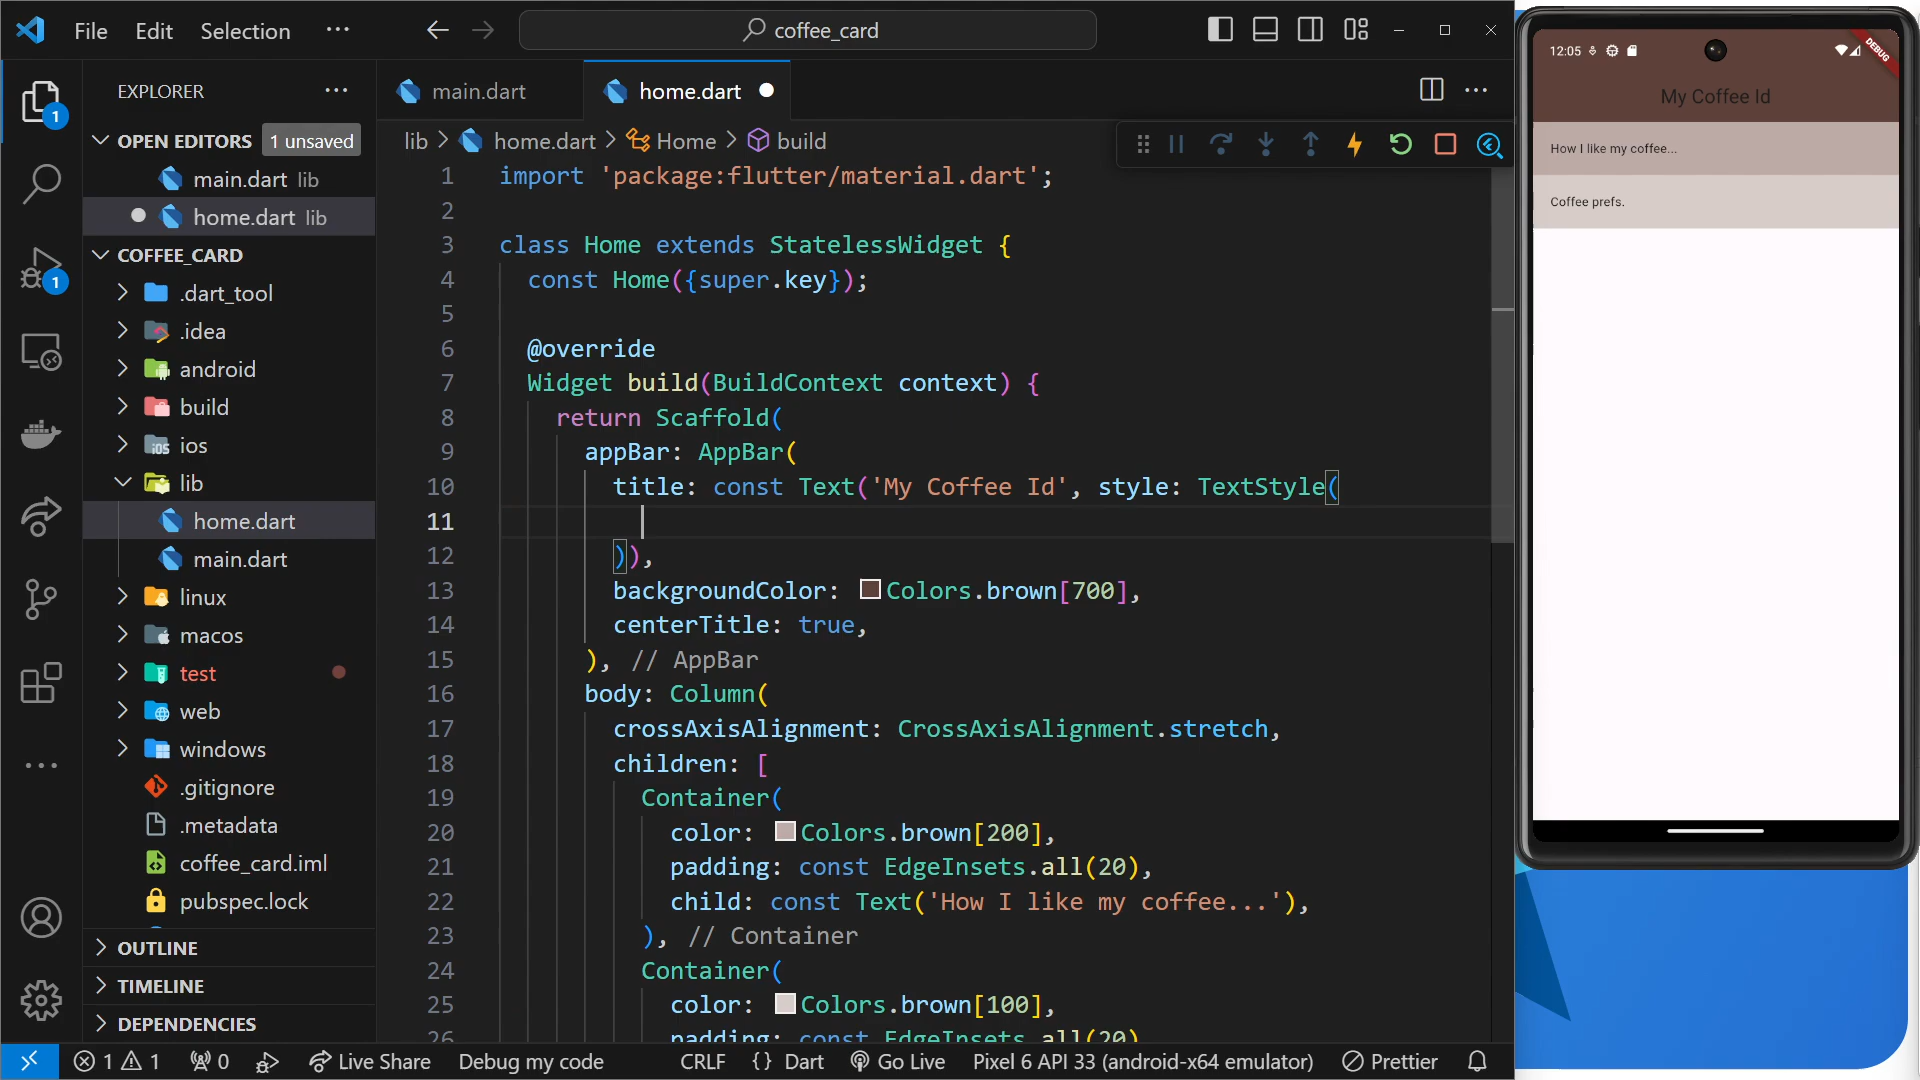 File Edit Selection ··· coffee_card
EXPLORER ···
OPEN EDITORS 1 unsaved
main.dart lib
home.dart lib
COFFEE_CARD
.dart_tool
.idea
android
build
ios
lib
home.dart
main.dart
linux
macos
test
web
windows
.gitignore
.metadata
coffee_card.iml
pubspec.lock
OUTLINE
TIMELINE
DEPENDENCIES
1
1
main.dart home.dart
lib > home.dart > Home > build
1 import 'package:flutter/material.dart';
2
3 class Home extends StatelessWidget {
4 const Home({super.key});
5
6 @override
7 Widget build(BuildContext context) {
8 return Scaffold(
9 appBar: AppBar(
10 title: const Text('My Coffee Id', style: TextStyle(
11
12 )),
13 backgroundColor: Colors.brown[700],
14 centerTitle: true,
15 ), // AppBar
16 body: Column(
17 crossAxisAlignment: CrossAxisAlignment.stretch,
18 children: [
19 Container(
20 color: Colors.brown[200],
21 padding: const EdgeInsets.all(20),
22 child: const Text('How I like my coffee...'),
23 ), // Container
24 Container(
25 color: Colors.brown[100],
26 padding: const EdgeInsets.all(20)
1 1 0 Live Share Debug my code CRLF {} Dart Go Live Pixel 6 API 33 (android-x64 emulator) Prettier
12:05
DEBUG
My Coffee Id
How I like my coffee...
Coffee prefs.